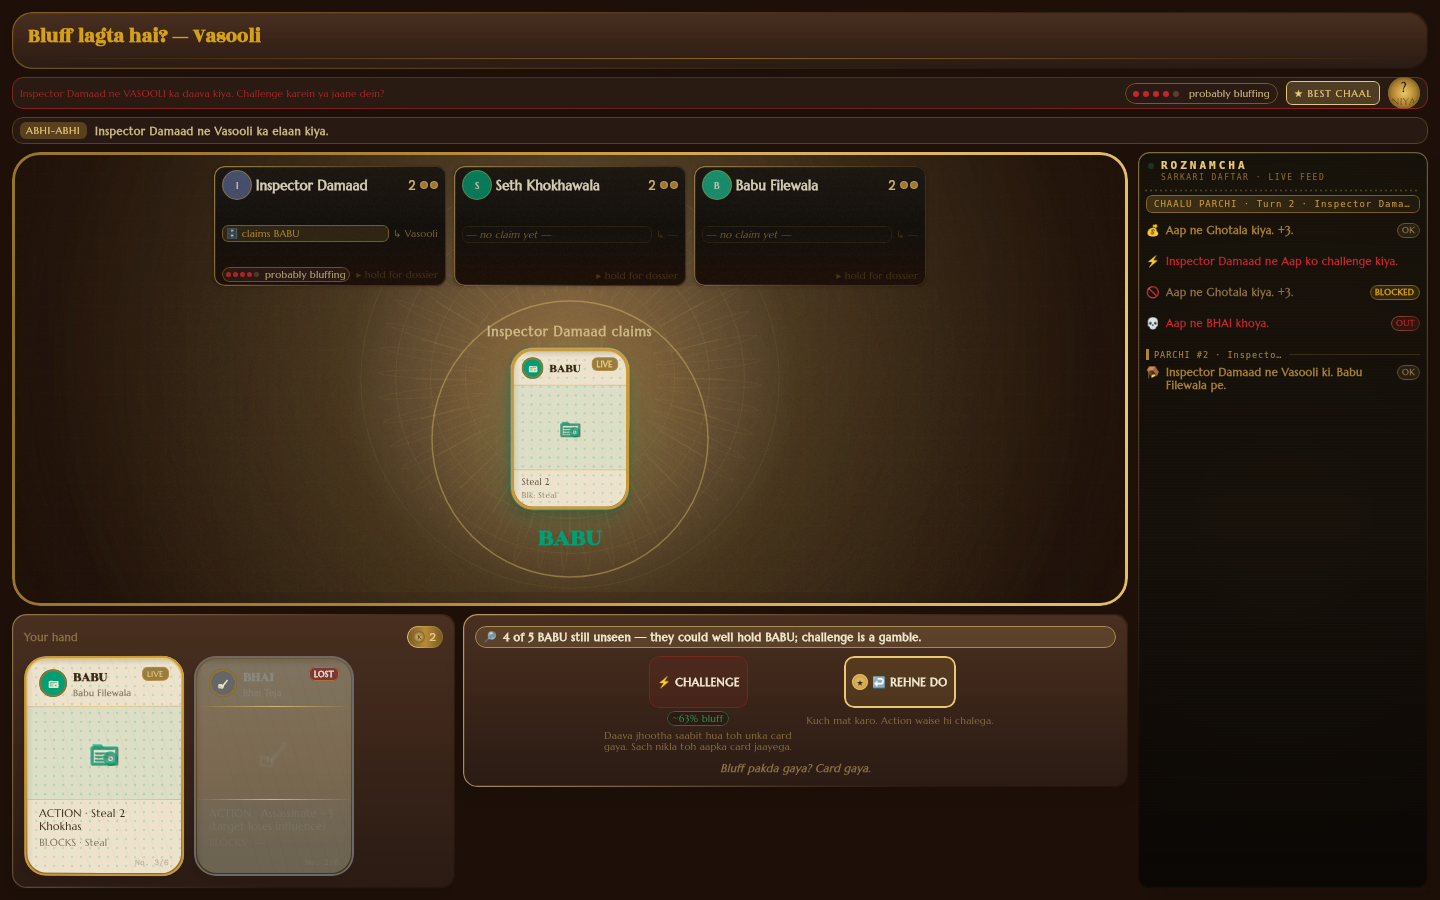 Bluff lagta hai? — Vasooli
Inspector Damaad ne VASOOLI ka daava kiya. Challenge karein ya jaane dein?
probably bluffing
★ BEST CHAAL
?
ABHI-ABHI Inspector Damaad ne Vasooli ka elaan kiya.
I Inspector Damaad 2
claims BABU ↳ Vasooli
probably bluffing ▸ hold for dossier
S Seth Khokhawala 2
— no claim yet — ↳ —
▸ hold for dossier
B Babu Filewala 2
— no claim yet — ↳ —
▸ hold for dossier
Inspector Damaad claims
BABU LIVE
Steal 2
Blk: Steal
BABU
ROZNAMCHA
SARKARI DAFTAR · LIVE FEED
CHAALU PARCHI · Turn 2 · Inspector Dama…
Aap ne Ghotala kiya. +3. OK
Inspector Damaad ne Aap ko challenge kiya.
Aap ne Ghotala kiya. +3. BLOCKED
Aap ne BHAI khoya. OUT
PARCHI #2 · Inspecto…
Inspector Damaad ne Vasooli ki. Babu OK
Filewala pe.
Your hand 2
BABU LIVE
Babu Filewala
ACTION · Steal 2
Khokhas
BLOCKS · Steal
BHAI LOST
4 of 5 BABU still unseen — they could well hold BABU; challenge is a gamble.
⚡ CHALLENGE
~63% bluff
Daava jhootha saabit hua toh unka card
gaya. Sach nikla toh aapka card jaayega.
★ REHNE DO
Kuch mat karo. Action waise hi chalega.
Bluff pakda gaya? Card gaya.